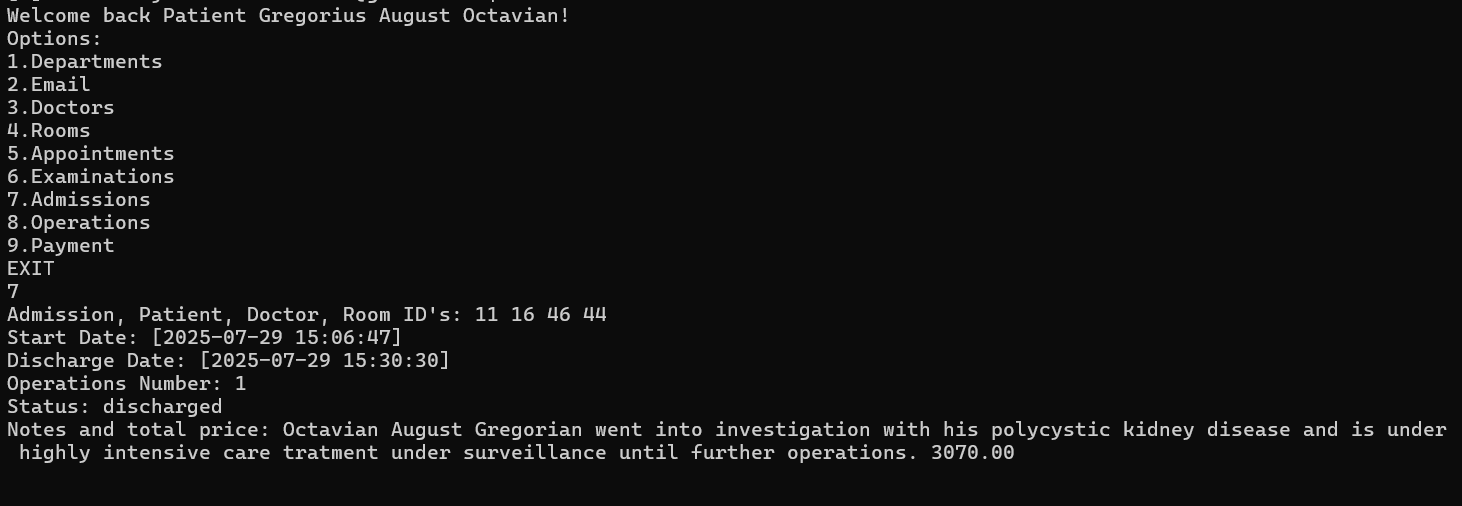 Welcome back Patient Gregorius August Octavian!
Options:
1.Departments
2.Email
3.Doctors
4.Rooms
5.Appointments
6.Examinations
7.Admissions
8.Operations
9.Payment
EXIT
7
Admission, Patient, Doctor, Room ID's: 11 16 46 44
Start Date: [2025-07-29 15:06:47]
Discharge Date: [2025-07-29 15:30:30]
Operations Number: 1
Status: discharged
Notes and total price: Octavian August Gregorian went into investigation with his polycystic kidney disease and is under
highly intensive care tratment under surveillance until further operations. 3070.00